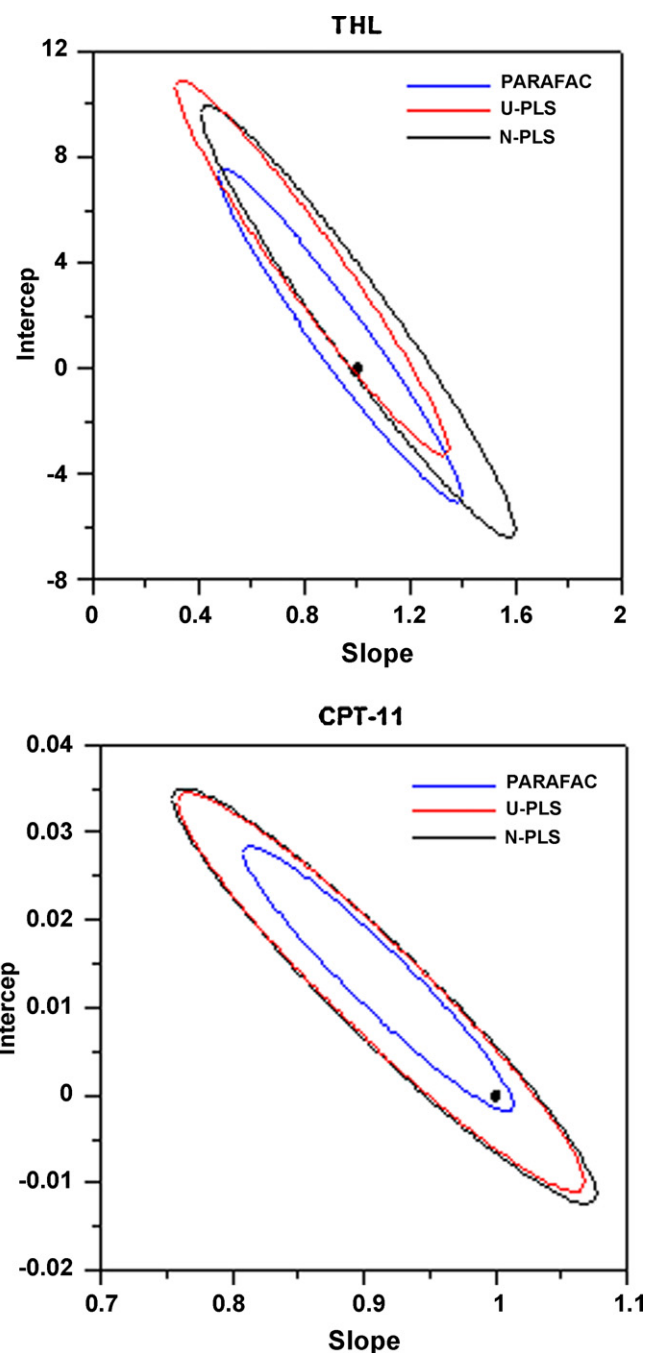 THL
12
8
4
0
-4
-8
Intercep
PARAFAC
U-PLS
N-PLS
0 0.4 0.8 1.2 1.6 2
Slope
CPT-11
0.04
0.03
0.02
0.01
0
-0.01
-0.02
Intercep
PARAFAC
U-PLS
N-PLS
0.7 0.8 0.9 1 1.1
Slope